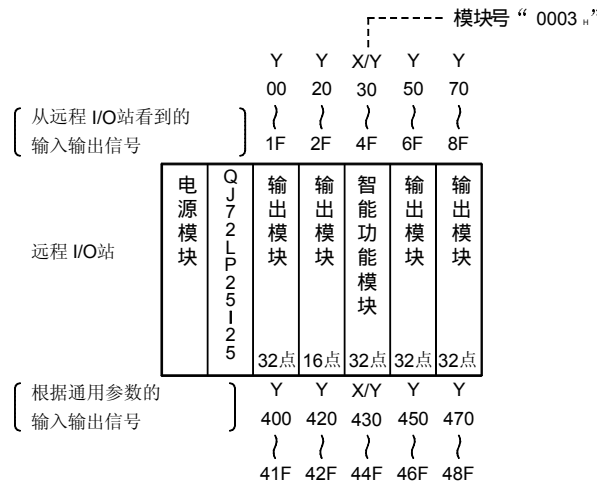 模块号“ 0003 H”
Y Y X/Y Y Y
00 20 30 50 70
从远程 I/O站看到的
输入输出信号
1F 2F 4F 6F 8F
远程 I/O站
电源模块
QJ72LP25I25
输出模块
32点
输出模块
16点
智能功能模块
32点
输出模块
32点
输出模块
32点
根据通用参数的
输入输出信号
Y Y X/Y Y Y
400 420 430 450 470
41F 42F 44F 46F 48F